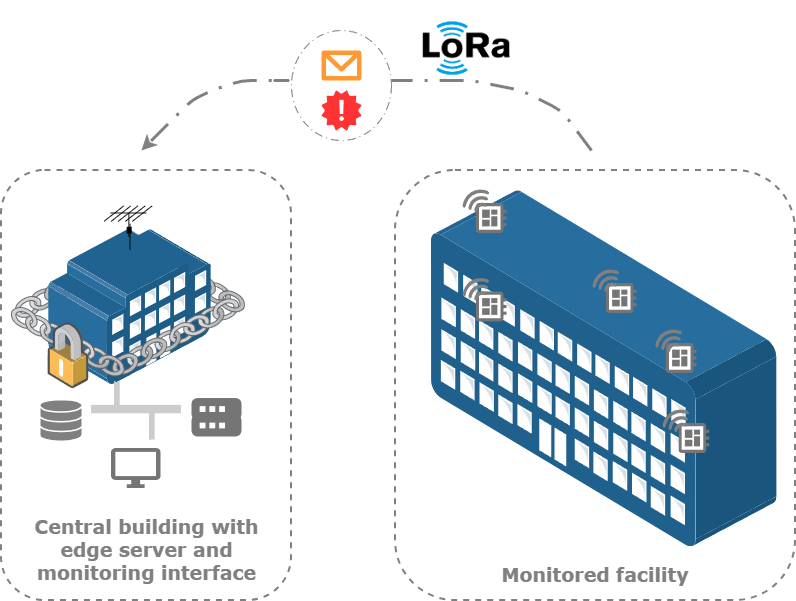 LoRa
Central building with
edge server and
monitoring interface
Monitored facility